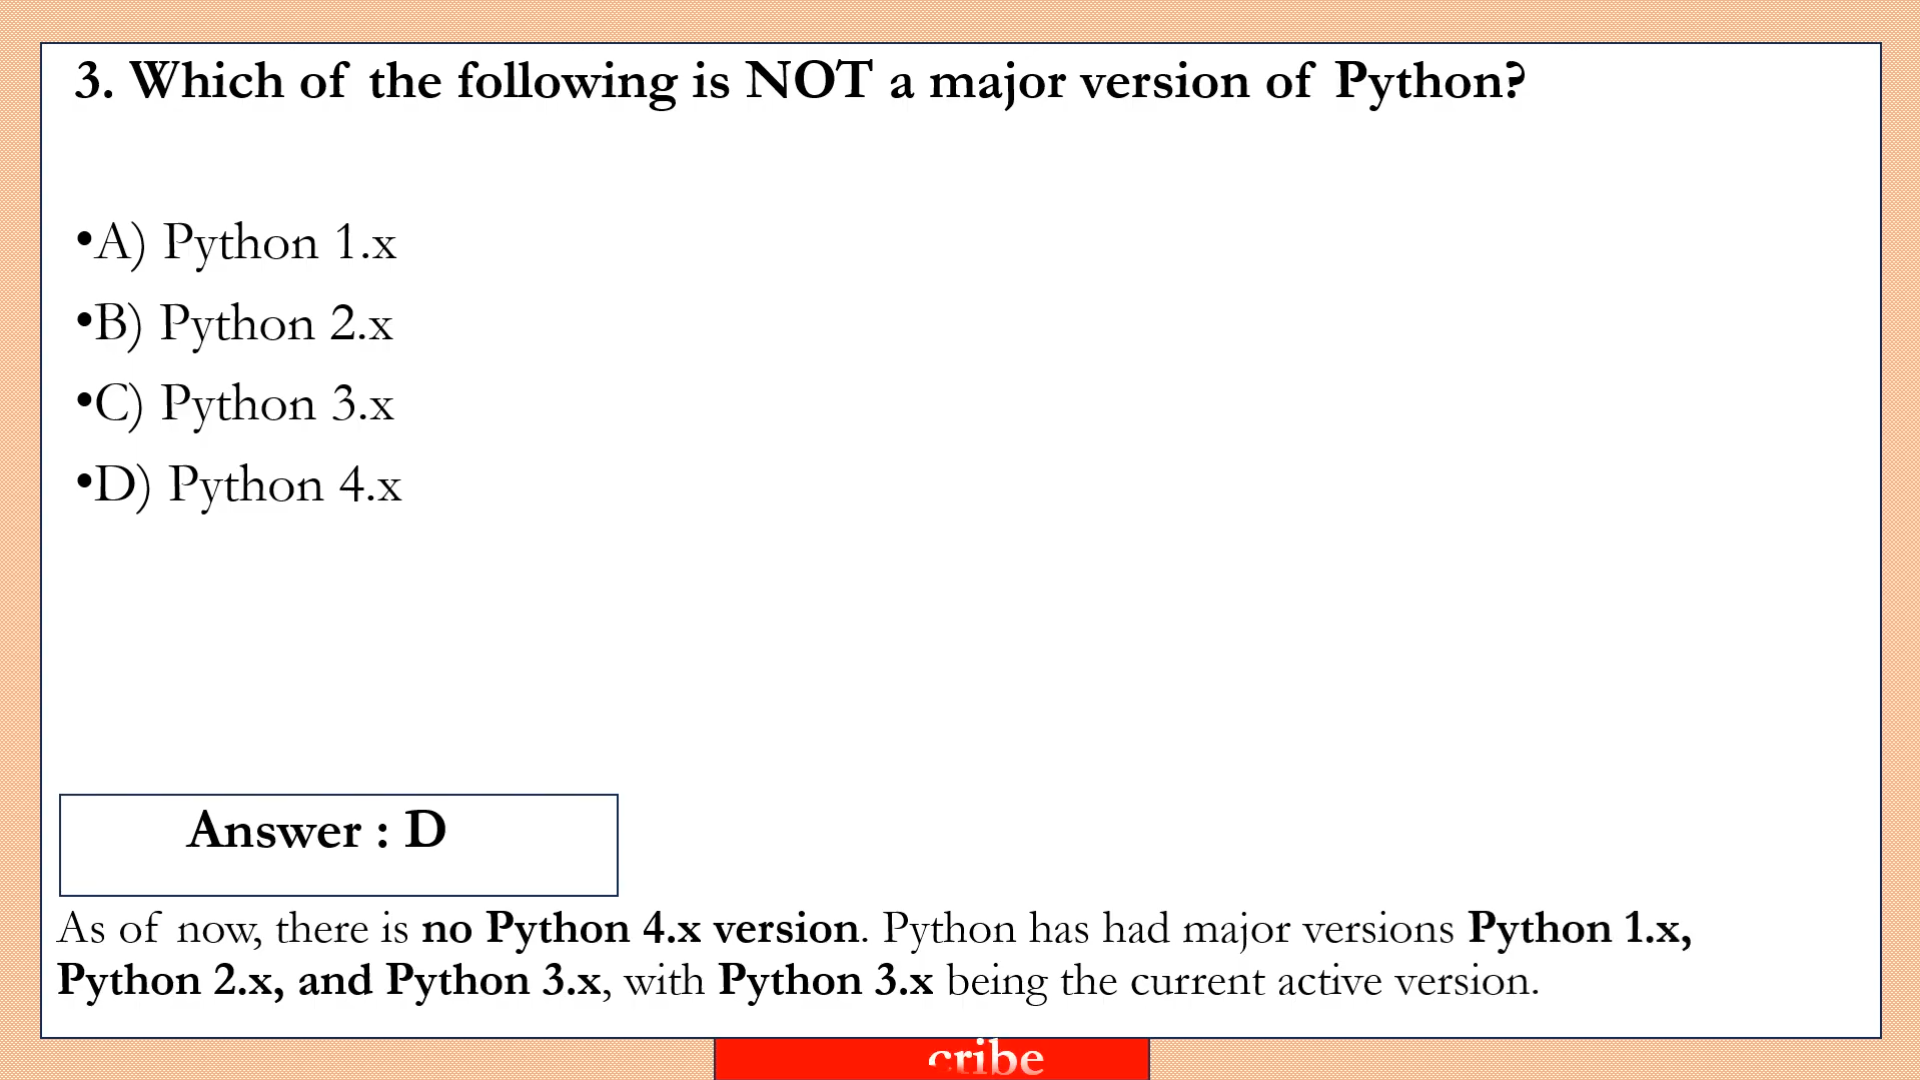 3. Which of the following is NOT a major version of Python?
•A) Python 1.x
•B) Python 2.x
•C) Python 3.x
•D) Python 4.x
Answer : D
As of now, there is no Python 4.x version. Python has had major versions Python 1.x,
Python 2.x, and Python 3.x, with Python 3.x being the current active version.
cribe